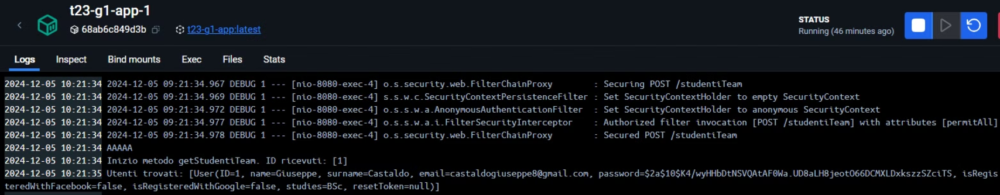 t23-g1-app-1
68ab6c849d3b t23-g1-app:latest
STATUS
Running (46 minutes ago)
Logs Inspect Bind mounts Exec Files Stats
2024-12-05 10:21:34 2024-12-05 09:21:34.967 DEBUG 1 --- [nio-8080-exec-4] o.s.security.web.FilterChainProxy : Securing POST /studentiTeam
2024-12-05 10:21:34 2024-12-05 09:21:34.969 DEBUG 1 --- [nio-8080-exec-4] s.s.w.c.SecurityContextPersistenceFilter : Set SecurityContextHolder to empty SecurityContext
2024-12-05 10:21:34 2024-12-05 09:21:34.972 DEBUG 1 --- [nio-8080-exec-4] o.s.s.w.a.AnonymousAuthenticationFilter : Set SecurityContextHolder to anonymous SecurityContext
2024-12-05 10:21:34 2024-12-05 09:21:34.977 DEBUG 1 --- [nio-8080-exec-4] o.s.s.w.a.i.FilterSecurityInterceptor : Authorized filter invocation [POST /studentiTeam] with attributes [permitAll]
2024-12-05 10:21:34 2024-12-05 09:21:34.978 DEBUG 1 --- [nio-8080-exec-4] o.s.security.web.FilterChainProxy : Secured POST /studentiTeam
2024-12-05 10:21:34 AAAAA
2024-12-05 10:21:34 Inizio metodo getStudentiTeam. ID ricevuti: [1]
2024-12-05 10:21:35 Utenti trovati: [User(ID=1, name=Giuseppe, surname=Castaldo, email=castaldogiuseppe8@gmail.com, password=$2a$10$K4/wyHHbDtNSVQAtAF0Wa.UD8aLH8jeotO66DCMXLDxkszzSZciTS, isRegis
teredWithFacebook=false, isRegisteredWithGoogle=false, studies=BSc, resetToken=null)]